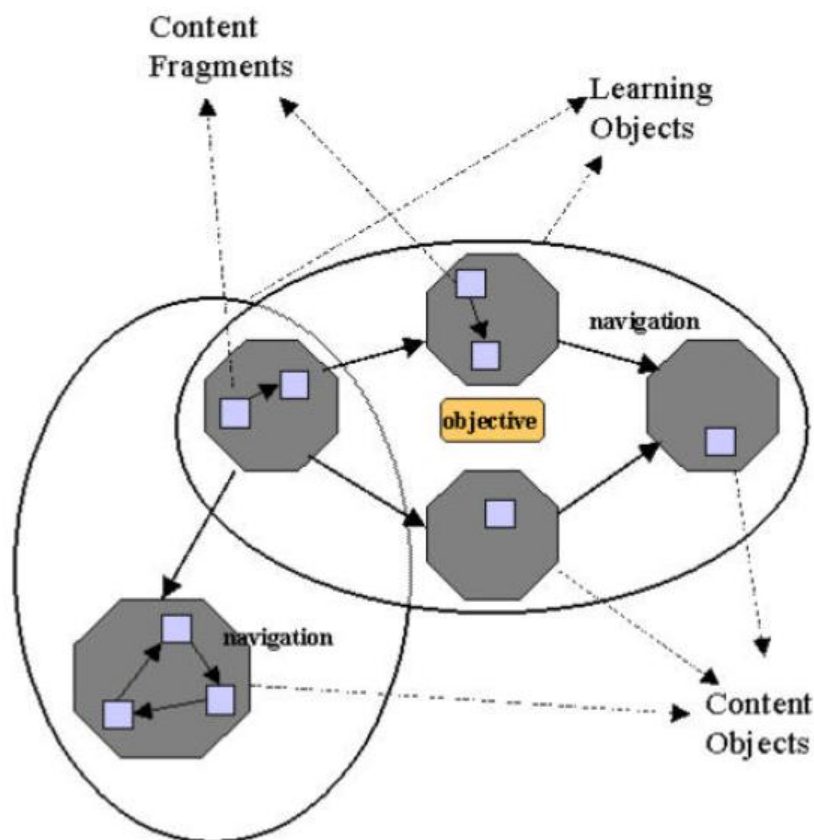 Content
Fragments
Learning
Objects
navigation
objective
navigation
Content
Objects